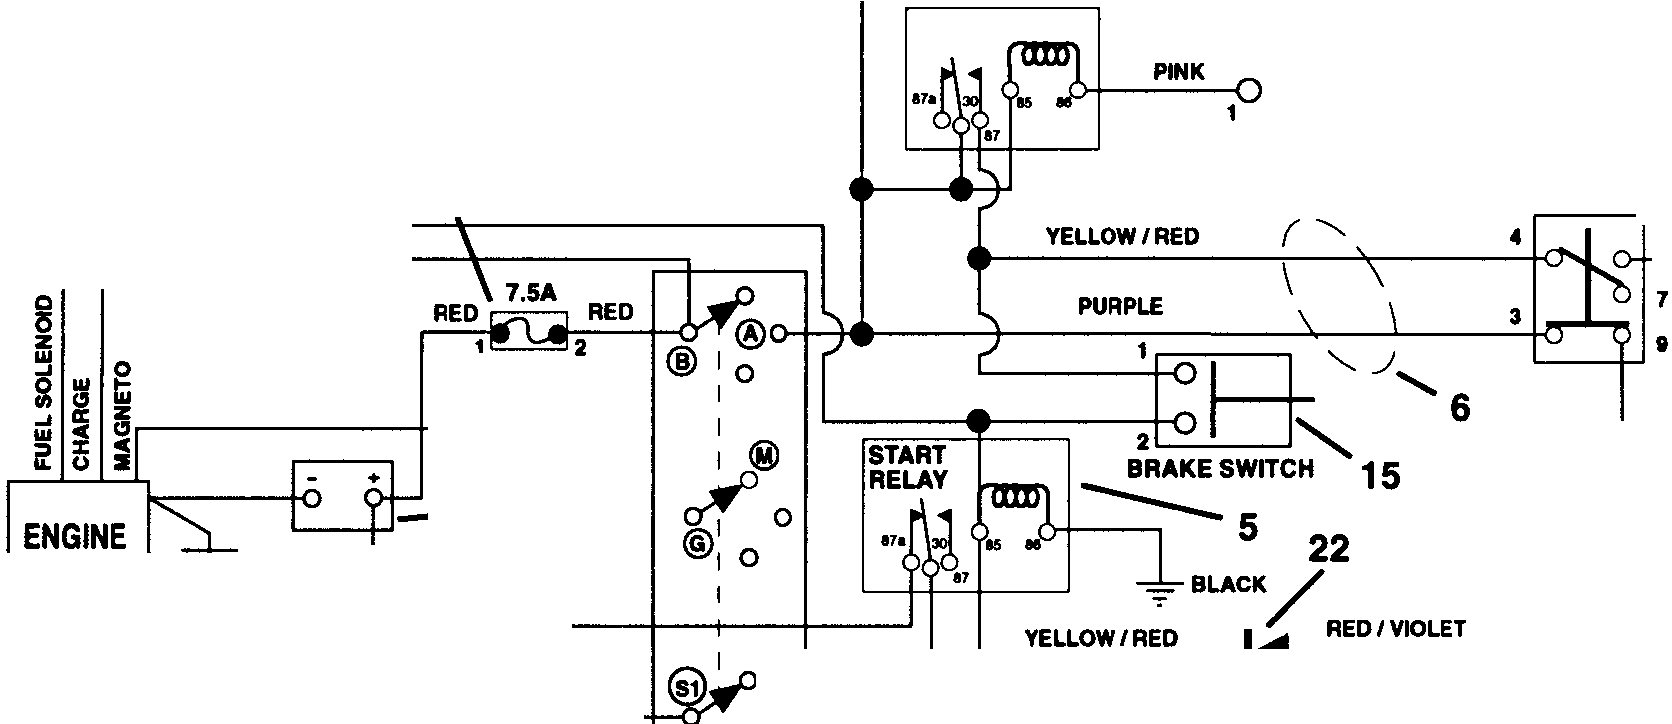 PINK
87a
30
87
85
86
1
YELLOW / RED
4
7.5A
RED
RED
1
2
PURPLE
3
7
9
A
B
1
6
FUEL SOLENOID
CHARGE
MAGNETO
2
BRAKE SWITCH
15
START
RELAY
M
- +
ENGINE
G
5
87a
30
87
85
86
22
BLACK
YELLOW / RED
RED / VIOLET
S1